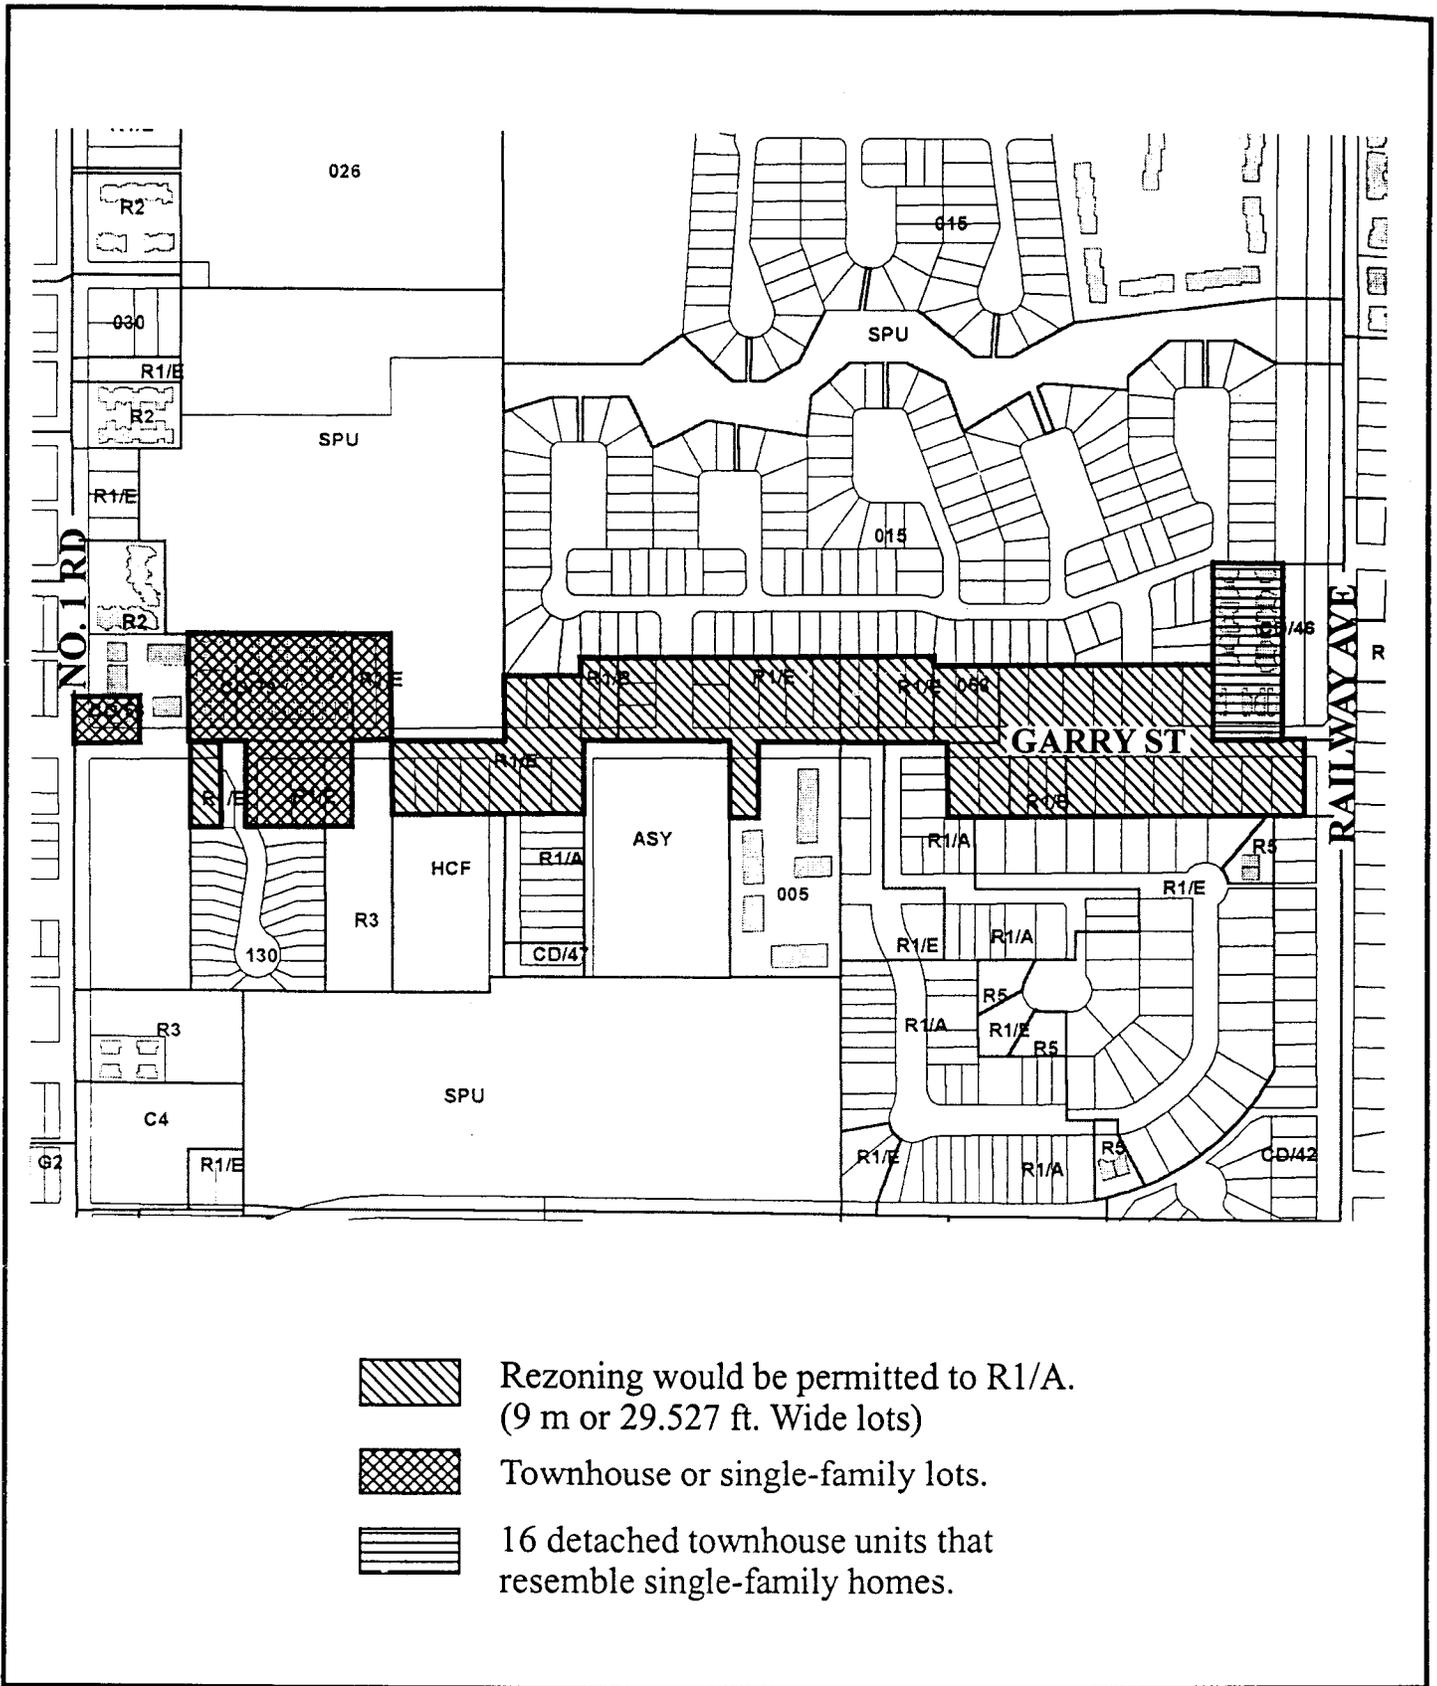 026
R2
015
030
SPU
R1/E
R2
SPU
R1/E
015
NO. 1 RD
R2
CD/46
RAILWAY AVE
R
R1/E
R1/E
R1/E
GARRY ST
R1/E
R1/E
R1/E
R1/E
HCF
R1/A
ASY
R1/A
R5
005
R1/E
R3
130
CD/47
R1/E
R1/A
R5
R3
R1/A
R1/E
R5
SPU
C4
G2
R1/E
R1/E
R1/A
R5
CD/42
Rezoning would be permitted to R1/A.
(9 m or 29.527 ft. Wide lots)
Townhouse or single-family lots.
16 detached townhouse units that
resemble single-family homes.